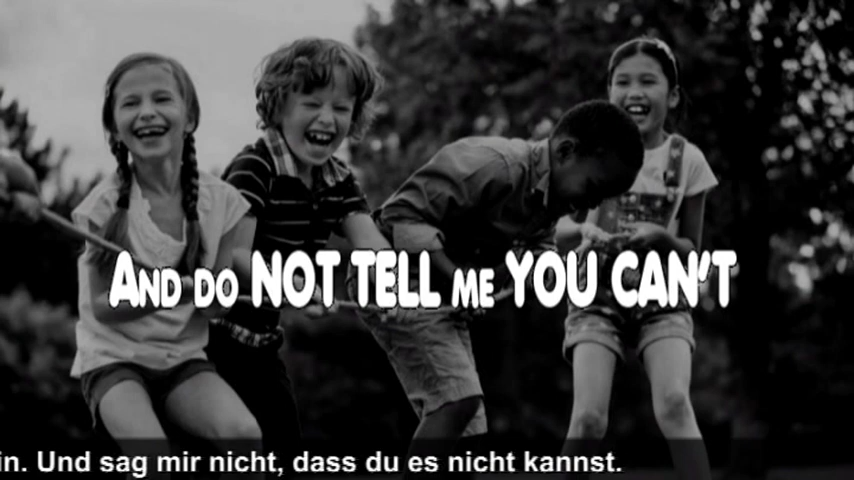 And do NOT TELL me YOU CAN'T
in. Und sag mir nicht, dass du es nicht kannst.